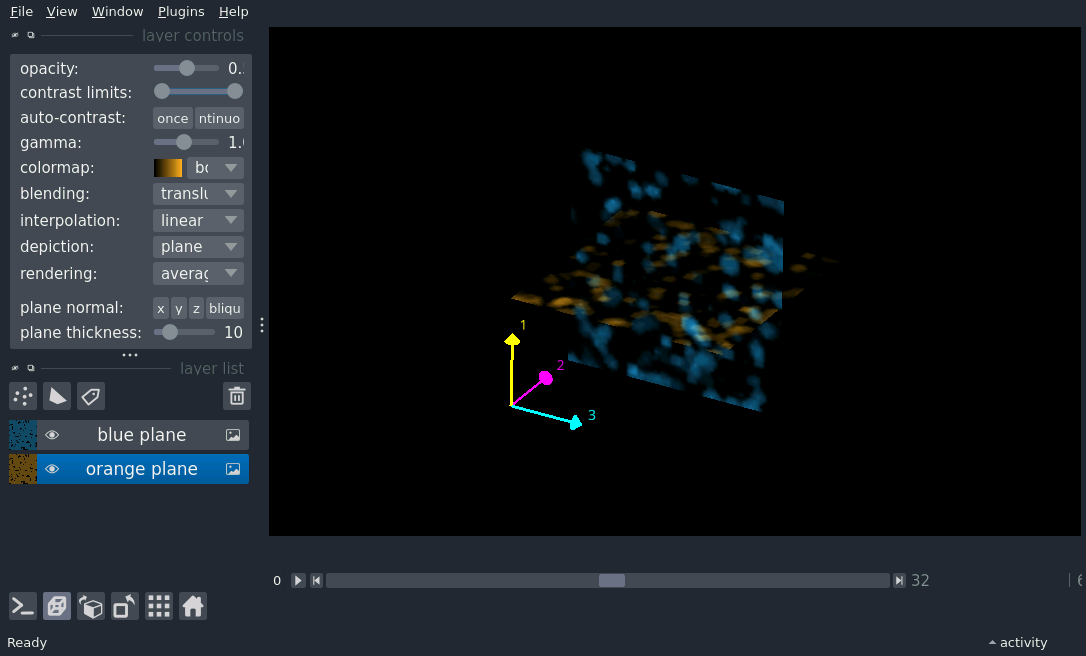 File View Window Plugins Help
layer controls
opacity: 0.
contrast limits:
auto-contrast: once ntinuo
gamma: 1.
colormap: bo
blending: translu
interpolation: linear
depiction: plane
rendering: averag
plane normal: x y z bliqu
plane thickness: 10
layer list
blue plane
orange plane
1
2
3
0 32
Ready
activity